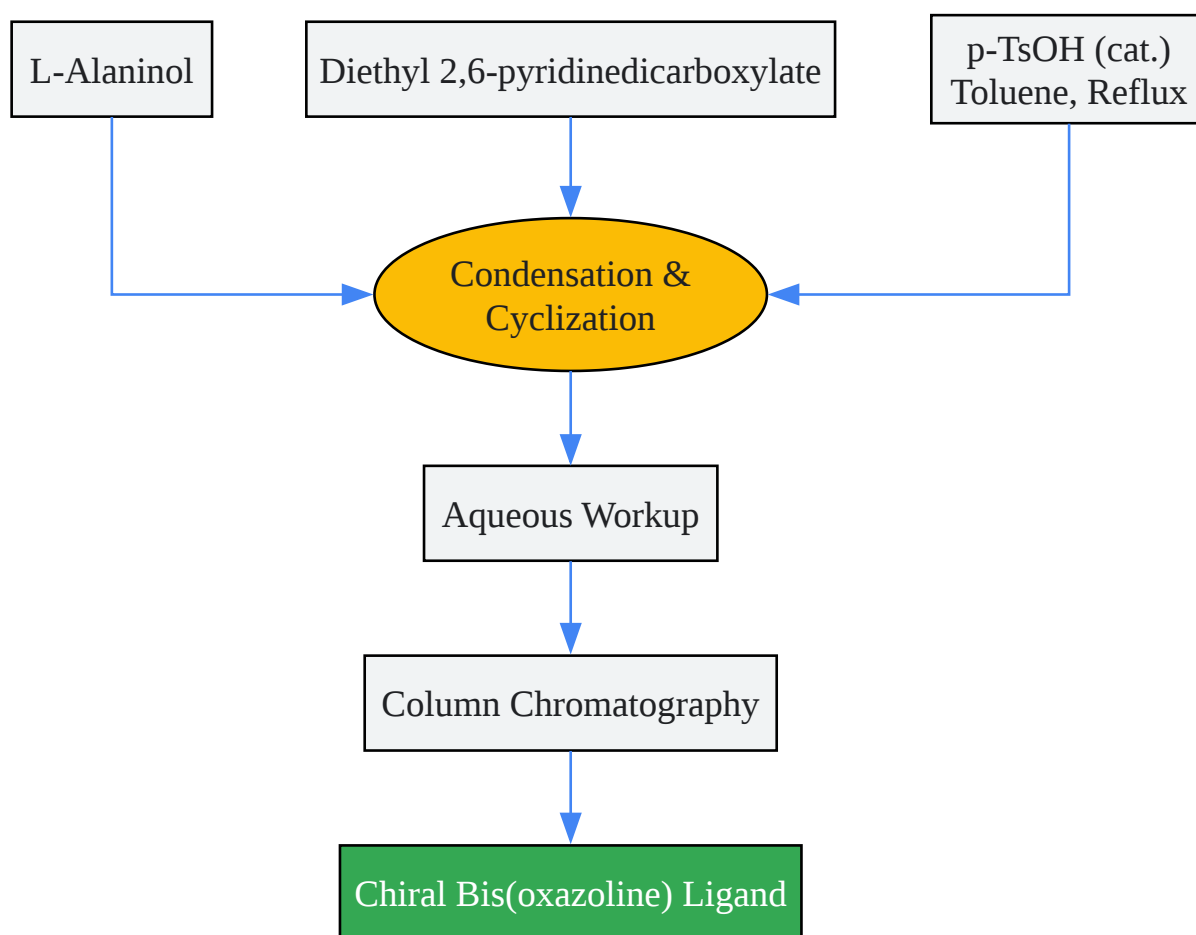 L-Alaninol
Diethyl 2,6-pyridinedicarboxylate
p-TsOH (cat.)
Toluene, Reflux
Condensation &
Cyclization
Aqueous Workup
Column Chromatography
Chiral Bis(oxazoline) Ligand